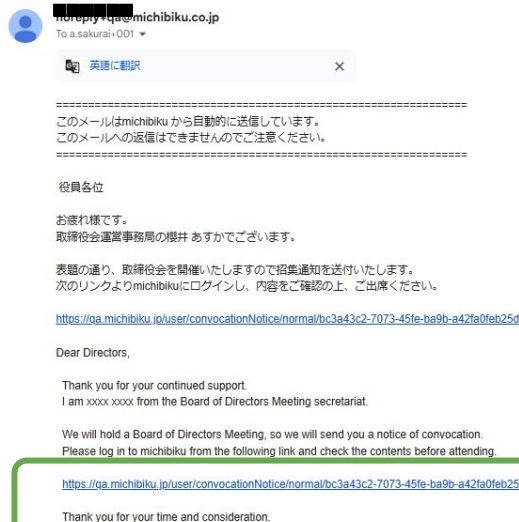 noreply+qa@michibiku.co.jp
To a.sakurai+001
英語に翻訳
================================================================
このメールはmichibiku から自動的に送信しています。
このメールへの返信はできませんのでご注意ください。
================================================================
役員各位
お疲れ様です。
取締役会運営事務局の櫻井 あすかでございます。
表題の通り、取締役会を開催いたしますので招集通知を送付いたします。
次のリンクよりmichibikuにログインし、内容をご確認の上、ご出席ください。
https://qa.michibiku.jp/user/convocationNotice/normal/bc3a43c2-7073-45fe-ba9b-a42fa0feb25d
Dear Directors,
Thank you for your continued support.
I am xxxx xxxx from the Board of Directors Meeting secretariat.
We will hold a Board of Directors Meeting, so we will send you a notice of convocation.
Please log in to michibiku from the following link and check the contents before attending.
https://qa.michibiku.jp/user/convocationNotice/normal/bc3a43c2-7073-45fe-ba9b-a42fa0feb25
Thank you for your time and consideration.